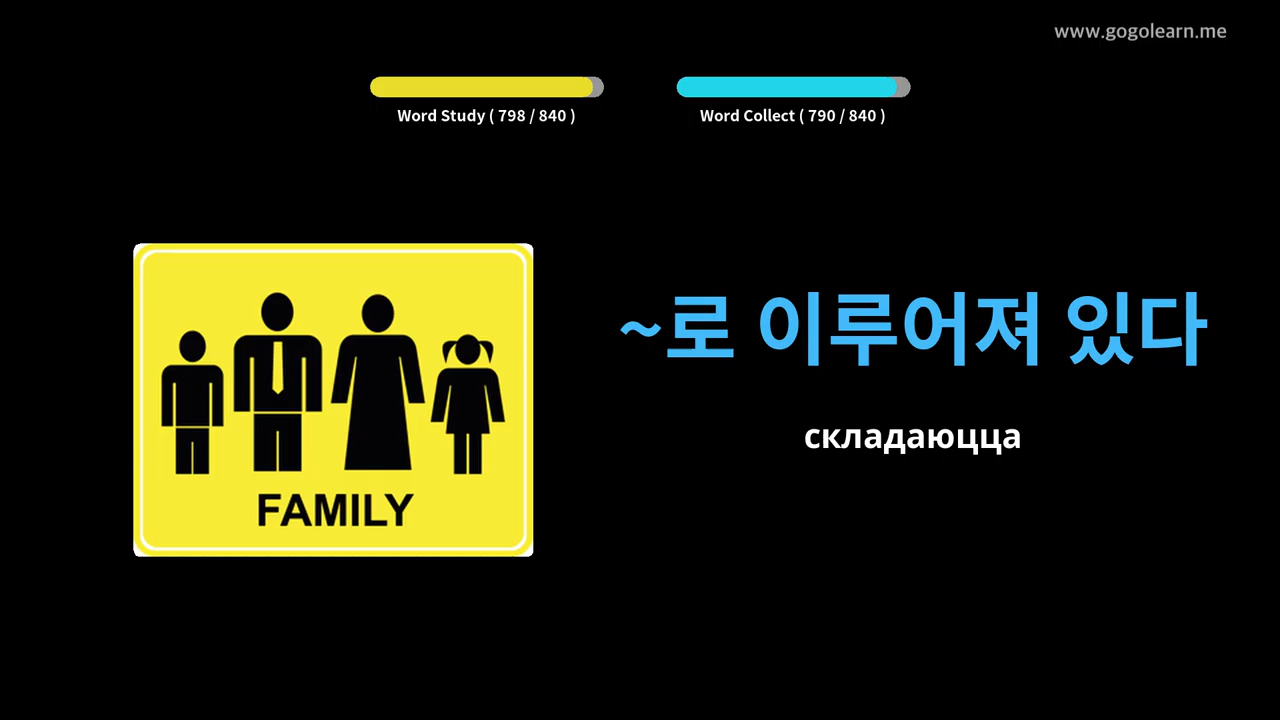 www.gogolearn.me
Word Study ( 798 / 840 )
Word Collect ( 790 / 840 )
~로 이루어져 있다
складаюцца
FAMILY